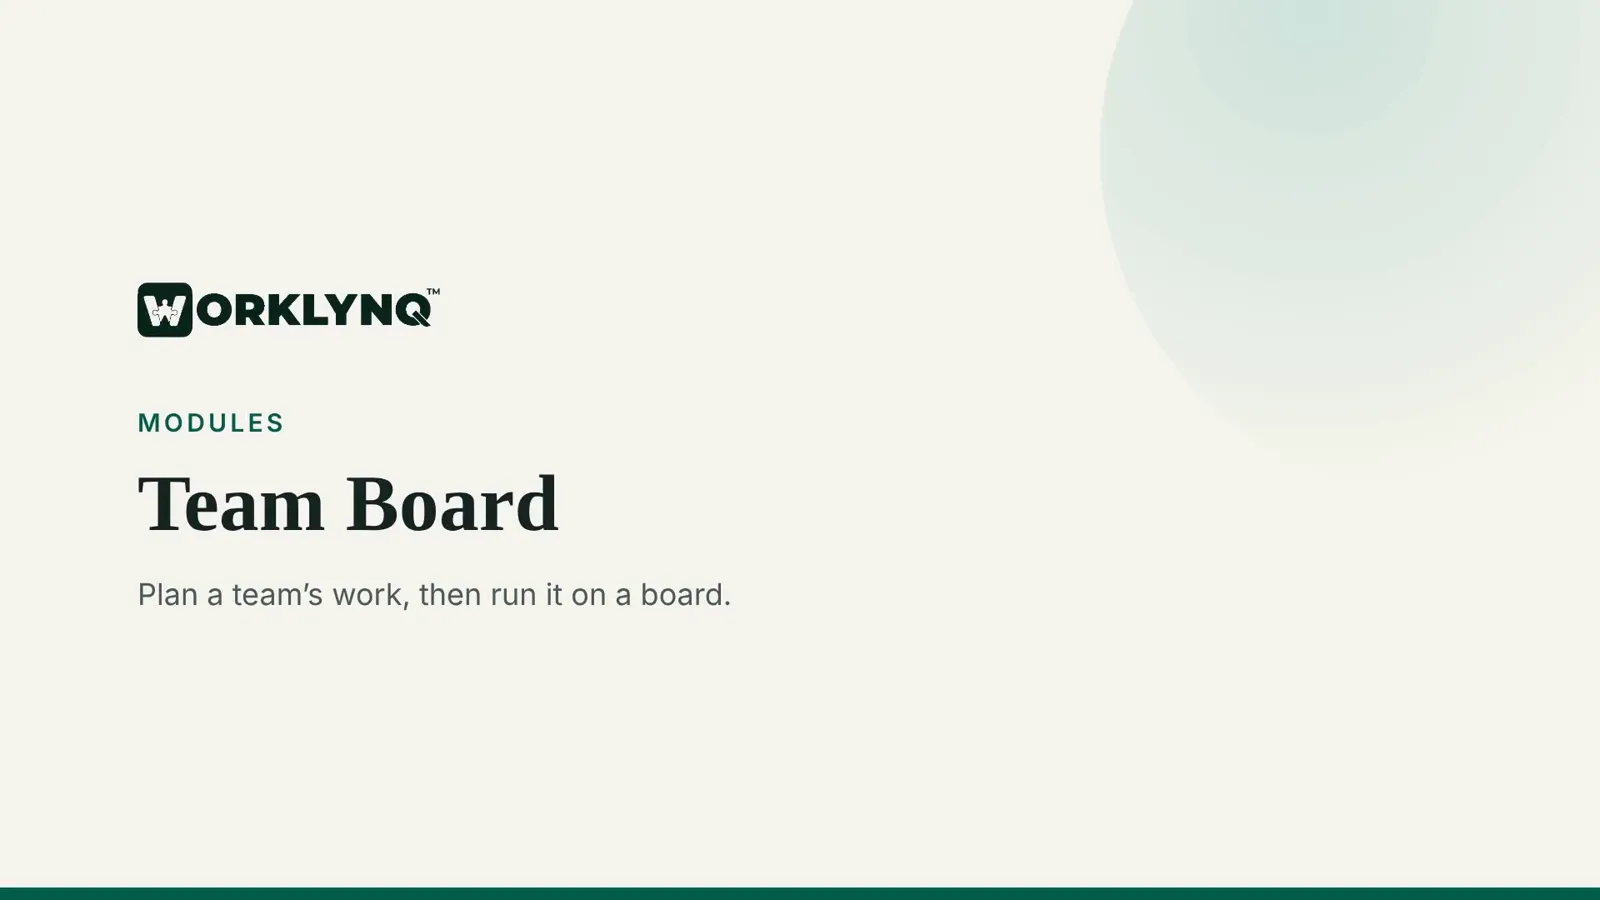 WORKLYNQ™
MODULES
Team Board
Plan a team’s work, then run it on a board.